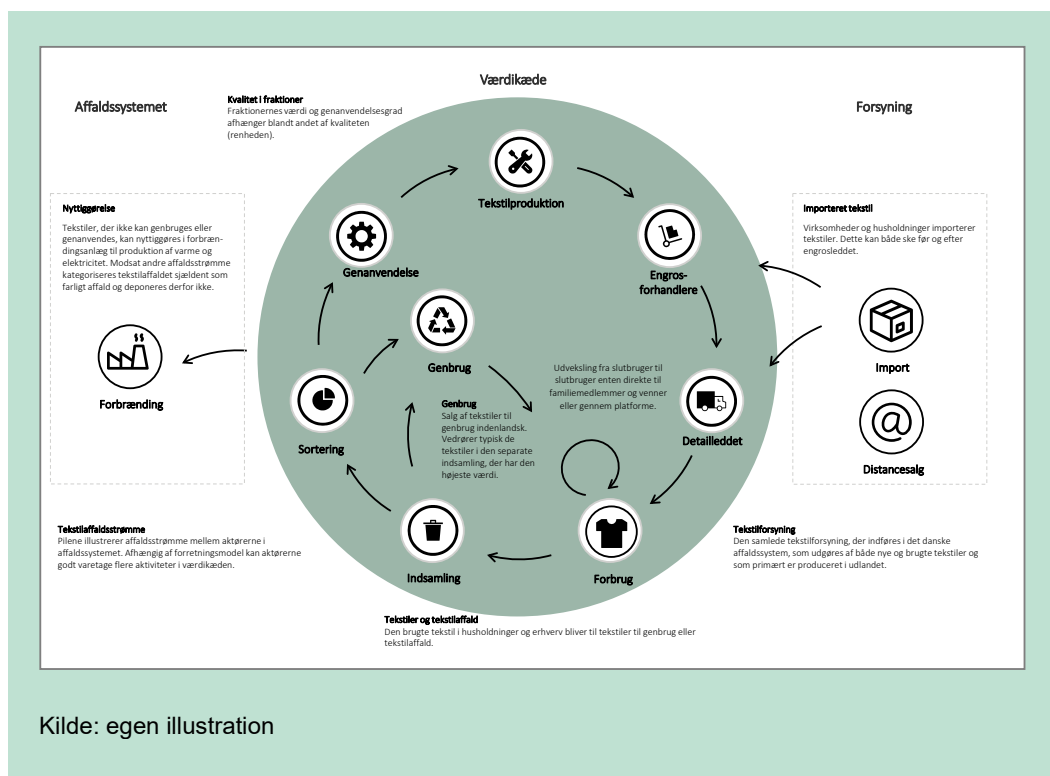 Værdikæde
Affaldssystemet
Forsyning
Kvalitet i fraktioner
Fraktionernes værdi og genanvendelsesgrad
afhænger blandt andet af kvaliteten
(renheden).
Nyttiggørelse
Tekstiler, der ikke kan genbruges eller
genanvendes, kan nyttiggøres i forbræn-
dingsanlæg til produktion af varme og
elektricitet. Modsat andre affaldsstrømme
kategoriseres tekstilaffaldet sjældent som
farligt affald og deponeres derfor ikke.
Forbrænding
Tekstilproduktion
Genanvendelse
Engros-
forhandlere
Importeret tekstil
Virksomheder og husholdninger importerer
tekstiler. Dette kan både ske før og efter
engrosleddet.
Import
Distancesalg
Genbrug
Udveksling fra slutbruger til
slutbruger enten direkte til
familiemedlemmer og venner
eller gennem platforme.
Genbrug
Salg af tekstiler til
genbrug indenlandsk.
Vedrører typisk de
tekstiler i den separate
indsamling, der har den
højeste værdi.
Sortering
Detailleddet
Indsamling
Forbrug
Tekstilaffaldsstrømme
Pilene illustrerer affaldsstrømme mellem aktørerne i
affaldssystemet. Afhængig af forretningsmodel kan aktørerne
godt varetage flere aktiviteter i værdikæden.
Tekstilforsyning
Den samlede tekstilforsyning, der indføres i det danske
affaldssystem, som udgøres af både nye og brugte tekstiler og
som primært er produceret i udlandet.
Tekstiler og tekstilaffald
Den brugte tekstil i husholdninger og erhverv bliver til tekstiler til genbrug eller
tekstilaffald.
Kilde: egen illustration